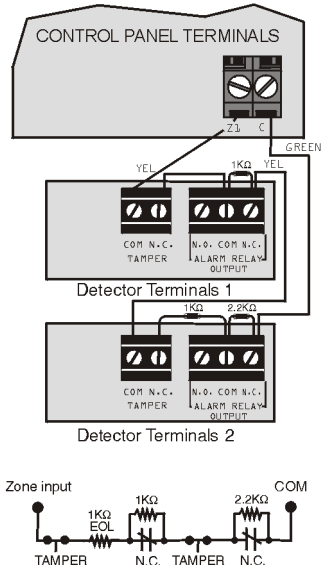 CONTROL PANEL TERMINALS
Z1 C
GREEN
YEL 1KΩ YEL
COM N.C. N.O. COM N.C.
TAMPER ALARM RELAY
OUTPUT
Detector Terminals 1
1KΩ 2.2KΩ
COM N.C. N.O. COM N.C.
TAMPER ALARM RELAY
OUTPUT
Detector Terminals 2
Zone input COM
1KΩ 2.2KΩ
1KΩ
EOL
TAMPER N.C. TAMPER N.C.